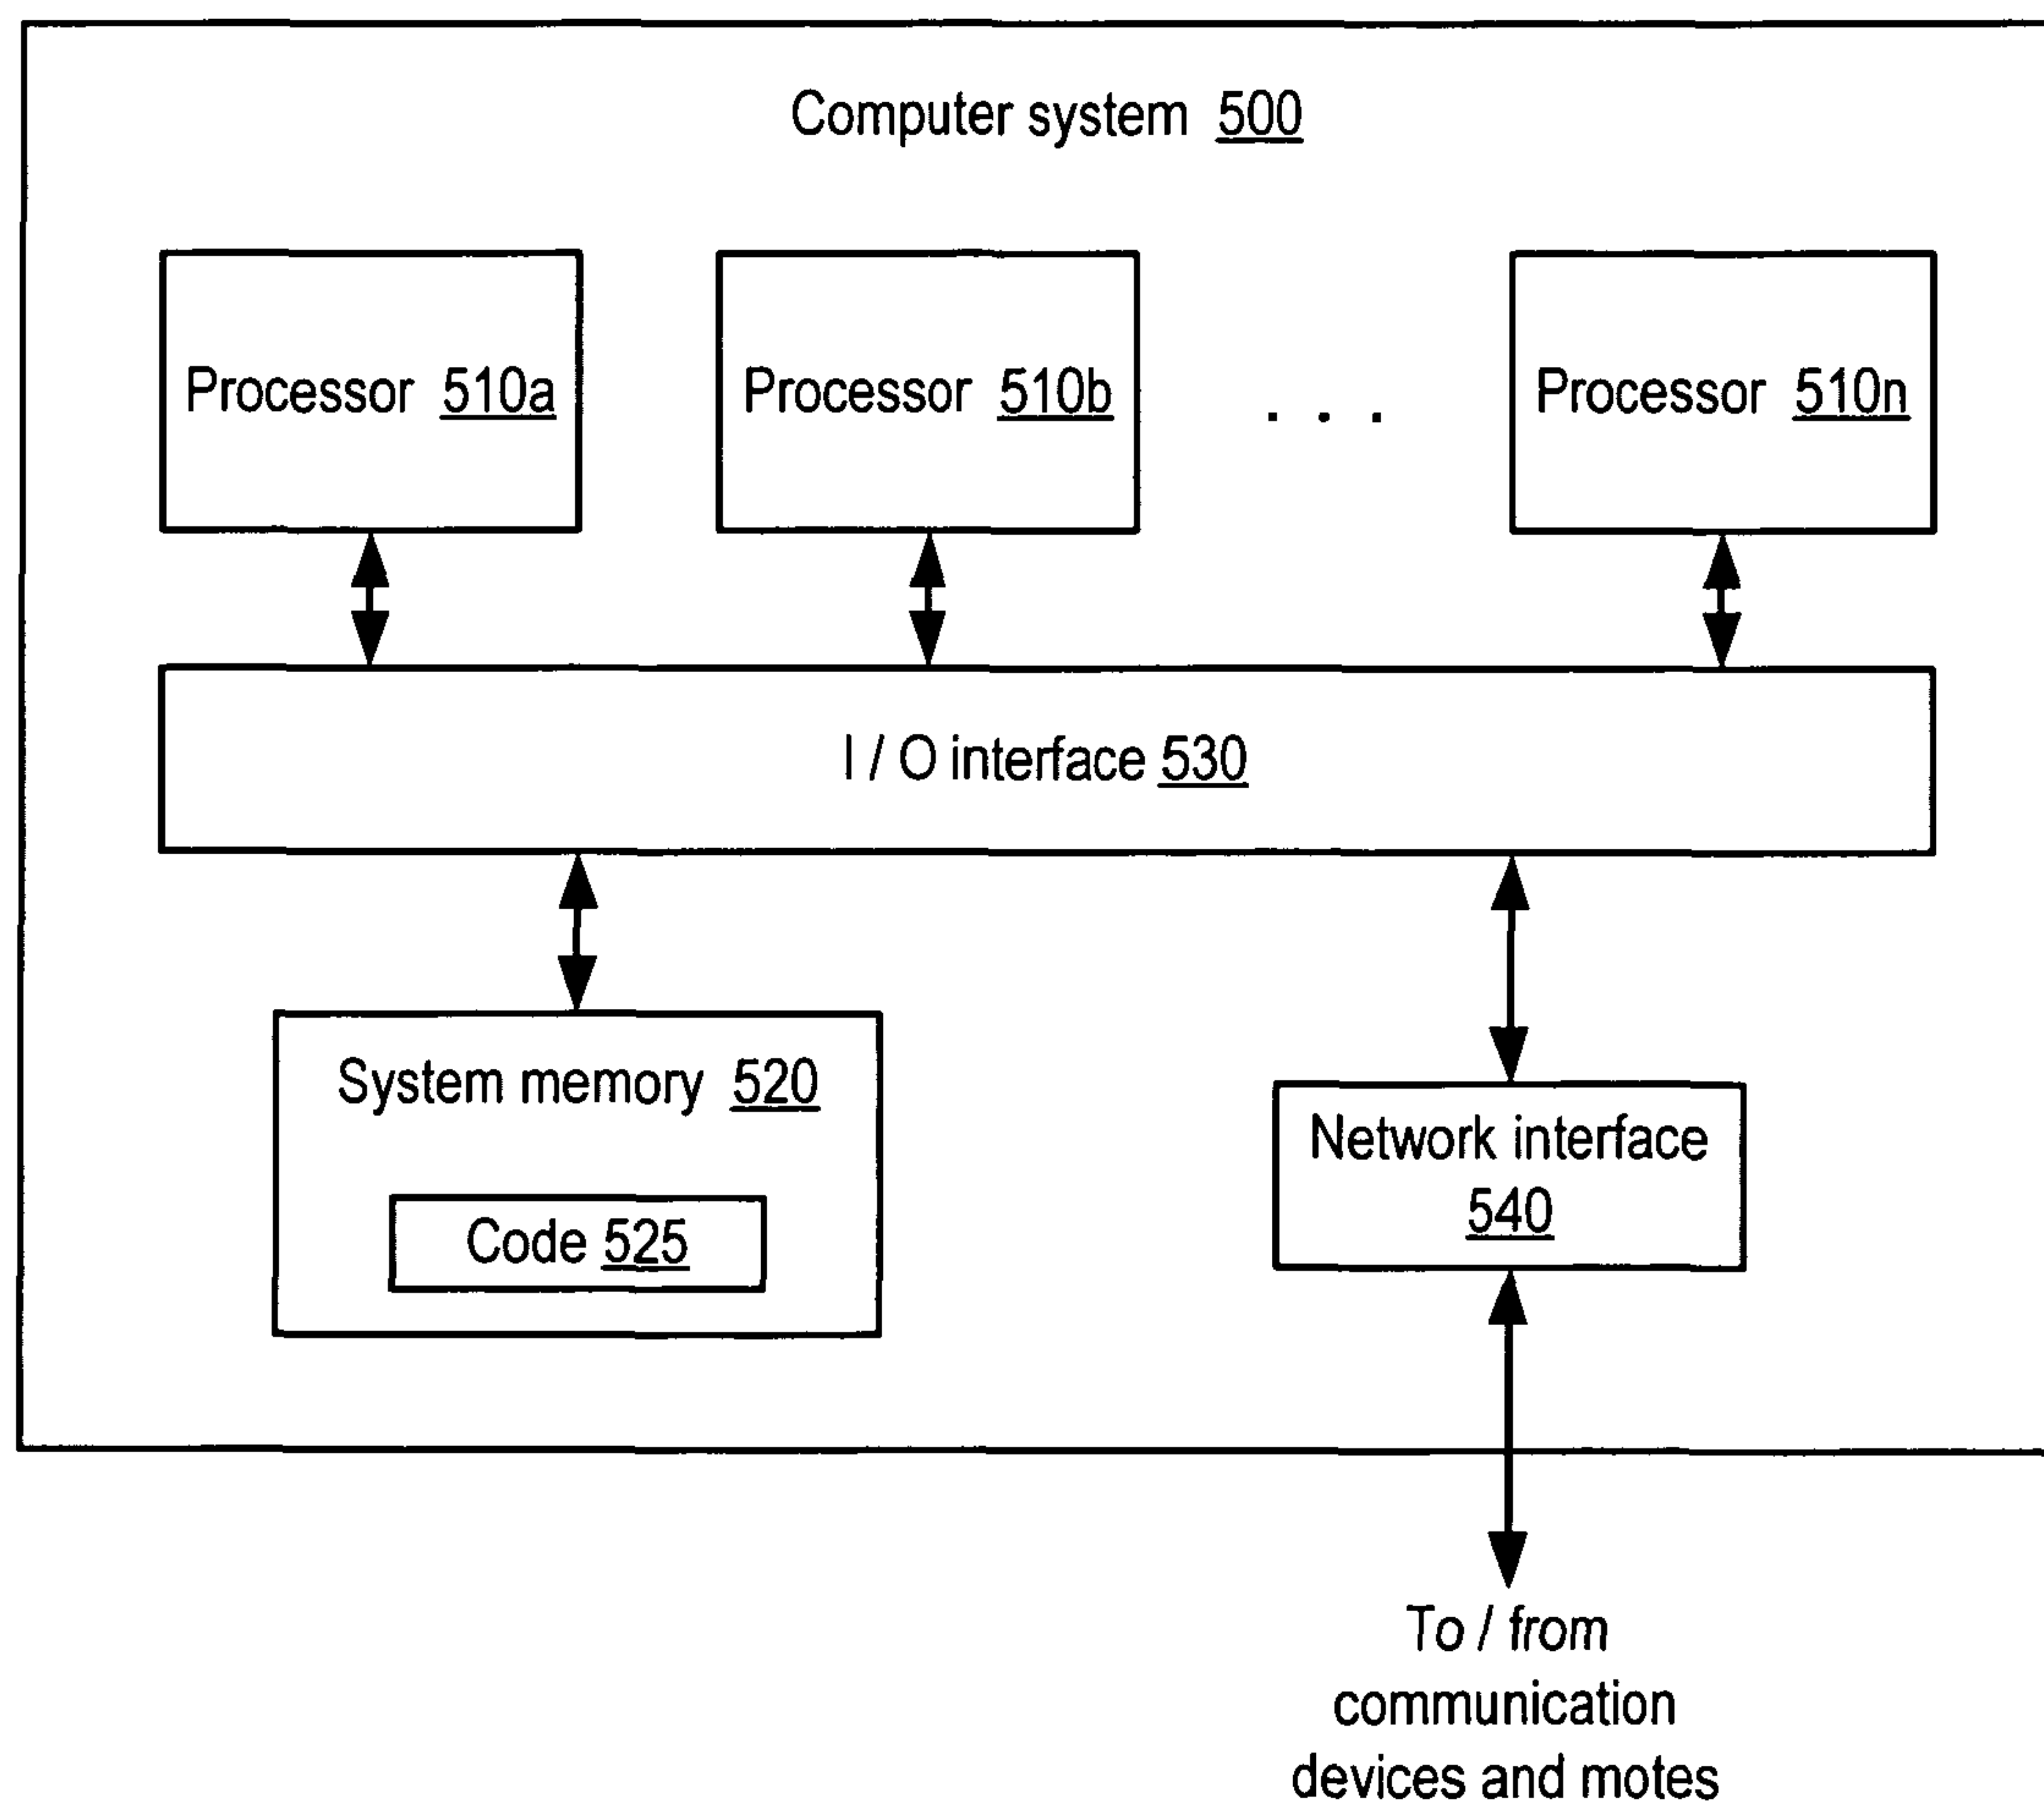 Computer system 500
Processor 510a
Processor 510b
. . .
Processor 510n
I / O interface 530
System memory 520
Code 525
Network interface
540
To / from
communication
devices and motes